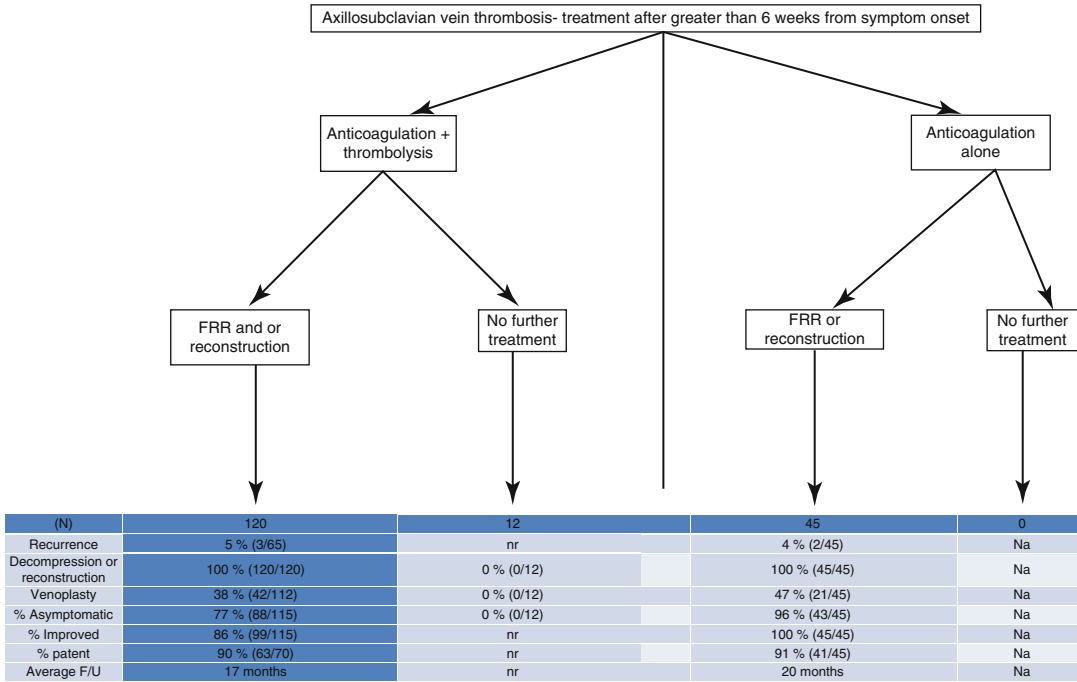 Axillosubclavian vein thrombosis- treatment after greater than 6 weeks from symptom onset
Anticoagulation +
thrombolysis
Anticoagulation
alone
FRR and or
reconstruction
No further
treatment
FRR or
reconstruction
No further
treatment
(N) 120 12 45 0
Recurrence 5 % (3/65) nr 4 % (2/45) Na
Decompression or
reconstruction 100 % (120/120) 0 % (0/12) 100 % (45/45) Na
Venoplasty 38 % (42/112) 0 % (0/12) 47 % (21/45) Na
% Asymptomatic 77 % (88/115) 0 % (0/12) 96 % (43/45) Na
% Improved 86 % (99/115) nr 100 % (45/45) Na
% patent 90 % (63/70) nr 91 % (41/45) Na
Average F/U 17 months nr 20 months Na